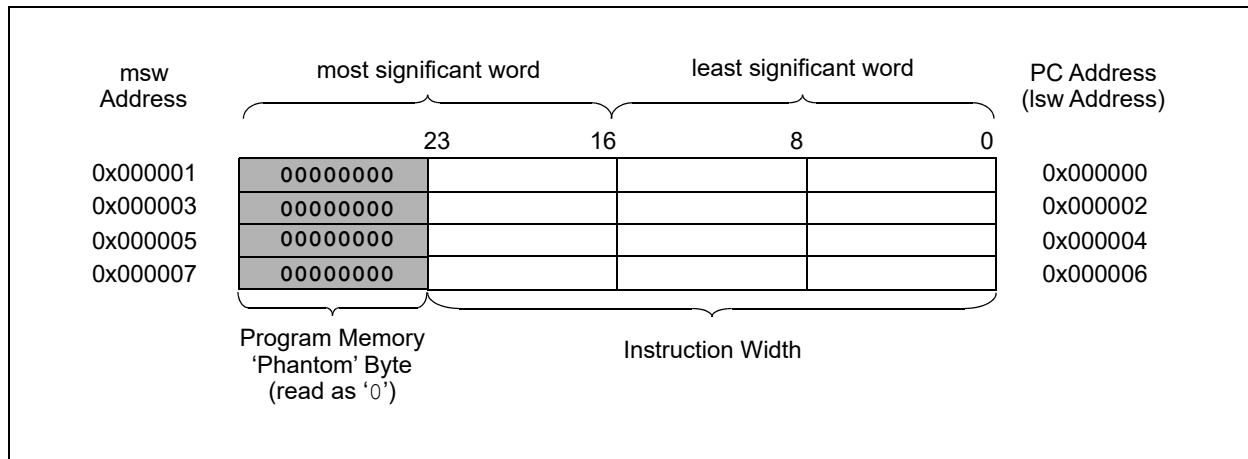 msw
Address
most significant word
least significant word
PC Address
(lsw Address)
23
16
8
0
0x000001
00000000
0x000000
0x000003
00000000
0x000002
0x000005
00000000
0x000004
0x000007
00000000
0x000006
Program Memory
‘Phantom’ Byte
(read as ‘0’)
Instruction Width